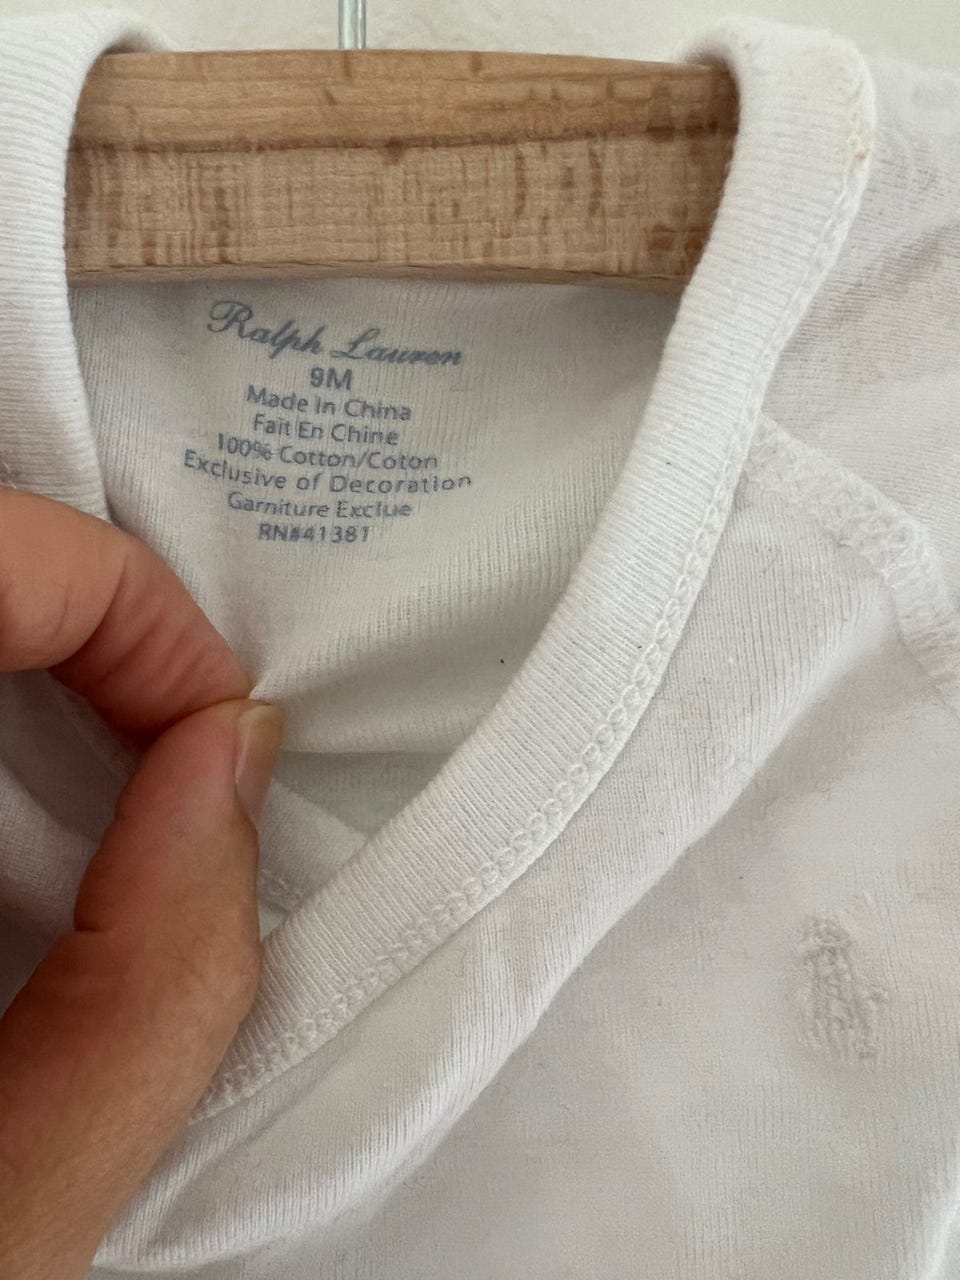 Ralph Lauren
9M
Made In China
Fait En Chine
100% Cotton/Coton
Exclusive of Decoration
Garniture Exclue
RN#41381